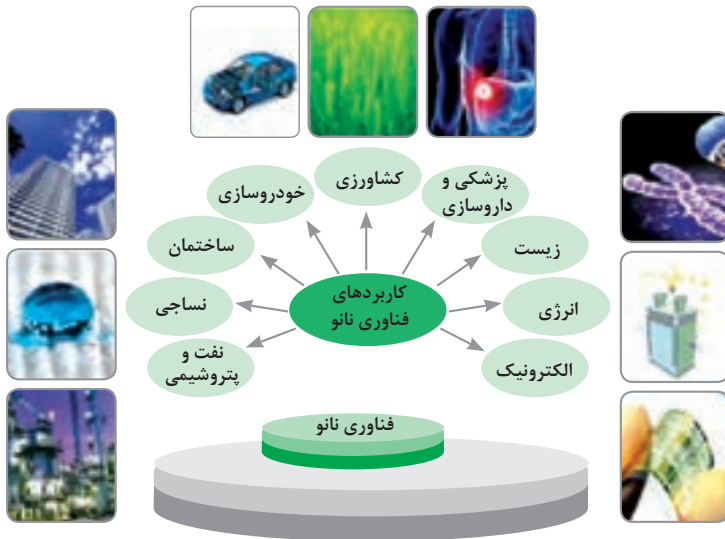 کشاورزی
پزشکی و
داروسازی
خودروسازی
زیست
ساختمان
انرژی
کاربردهای
فناوری نانو
نساجی
الکترونیک
نفت و
پتروشیمی
فناوری نانو